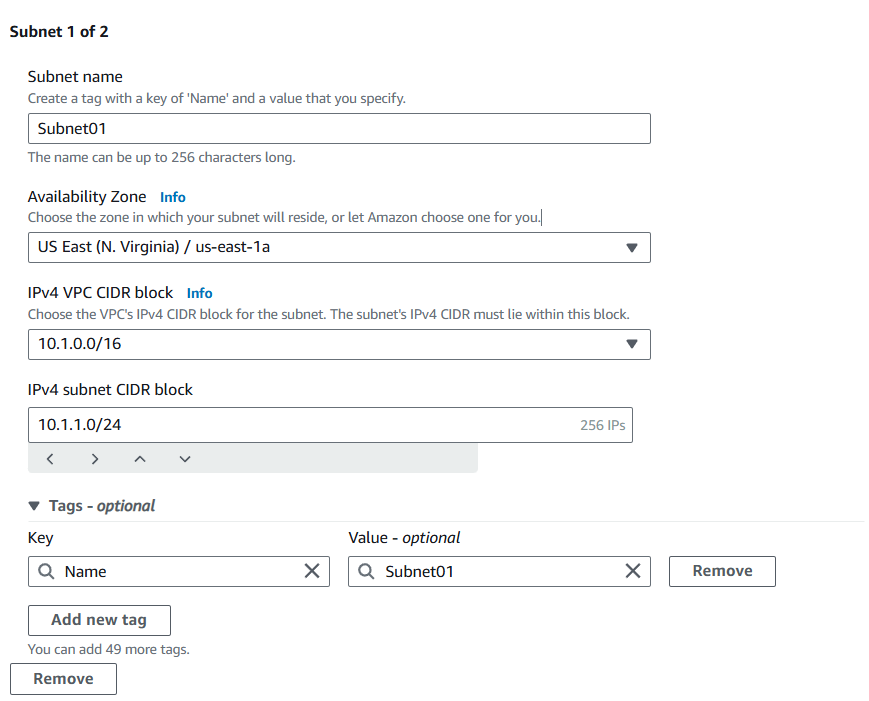 Subnet 1 of 2
Subnet name
Create a tag with a key of 'Name' and a value that you specify.
Subnet01
The name can be up to 256 characters long.
Availability Zone Info
Choose the zone in which your subnet will reside, or let Amazon choose one for you.
US East (N. Virginia) / us-east-1a
IPv4 VPC CIDR block Info
Choose the VPC's IPv4 CIDR block for the subnet. The subnet's IPv4 CIDR must lie within this block.
10.1.0.0/16
IPv4 subnet CIDR block
10.1.1.0/24 256 IPs
Tags - optional
Key Value - optional
Name Subnet01 Remove
Add new tag
You can add 49 more tags.
Remove